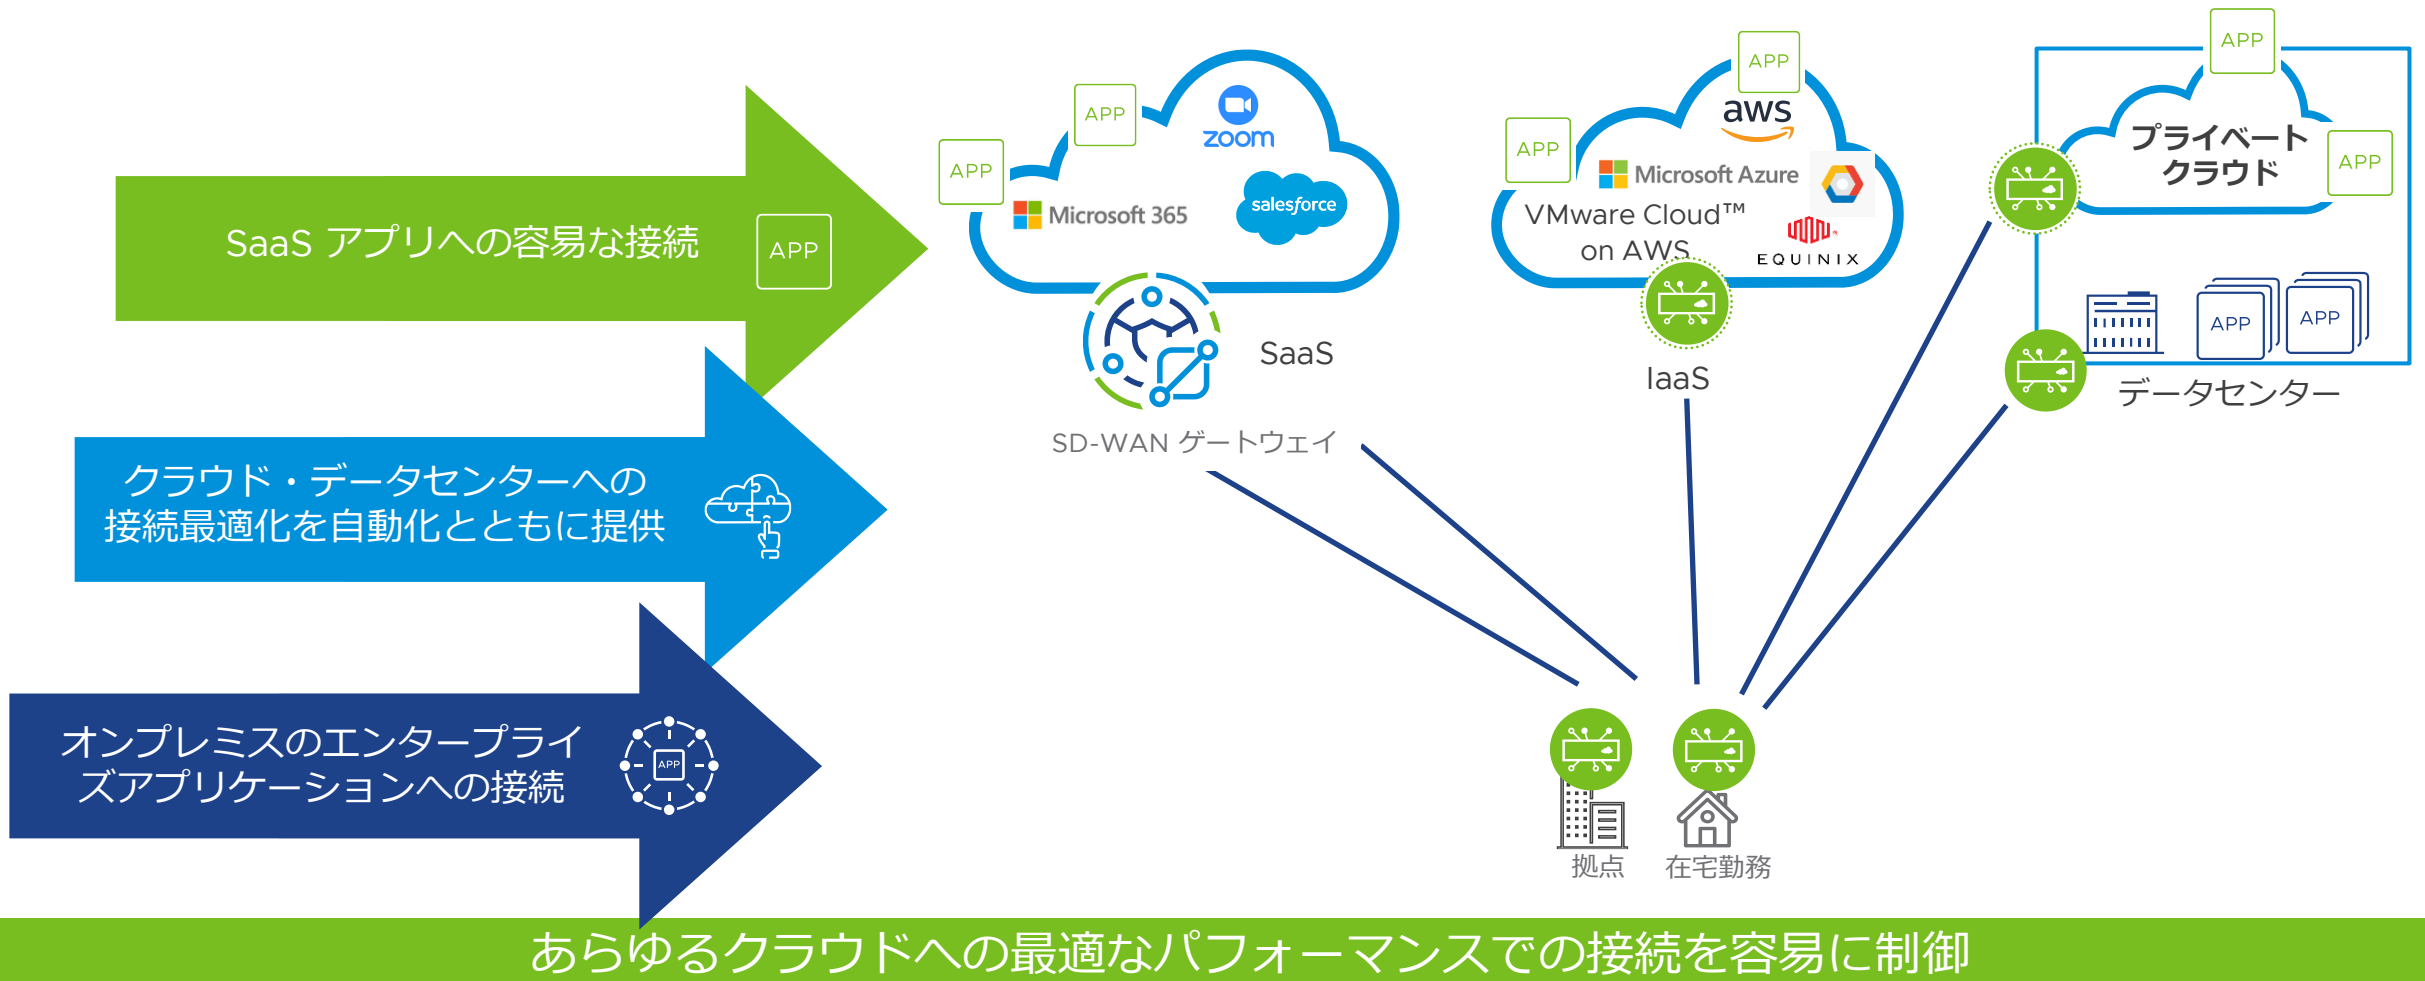 SaaS アプリへの容易な接続
APP
クラウド・データセンターへの
接続最適化を自動化とともに提供
オンプレミスのエンタープライ
ズアプリケーションへの接続
APP
APP
APP
zoom
Microsoft 365
salesforce
SaaS
SD-WAN ゲートウェイ
APP
APP
aws
Microsoft Azure
VMware Cloud™
on AWS
EQUINIX
IaaS
APP
プライベート
クラウド
APP
APP
APP
データセンター
拠点
在宅勤務
あらゆるクラウドへの最適なパフォーマンスでの接続を容易に制御